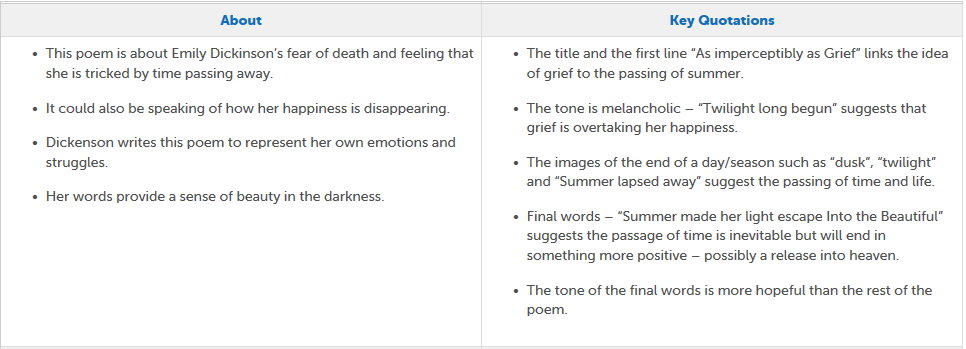 About
• This poem is about Emily Dickinson's fear of death and feeling that
she is tricked by time passing away.
• It could also be speaking of how her happiness is disappearing.
• Dickenson writes this poem to represent her own emotions and
struggles.
• Her words provide a sense of beauty in the darkness.
Key Quotations
• The title and the first line "As imperceptibly as Grief" links the idea
of grief to the passing of summer.
• The tone is melancholic – "Twilight long begun" suggests that
grief is overtaking her happiness.
• The images of the end of a day/season such as "dusk", "twilight"
and "Summer lapsed away" suggest the passing of time and life.
• Final words – "Summer made her light escape Into the Beautiful"
suggests the passage of time is inevitable but will end in
something more positive – possibly a release into heaven.
• The tone of the final words is more hopeful than the rest of the
poem.